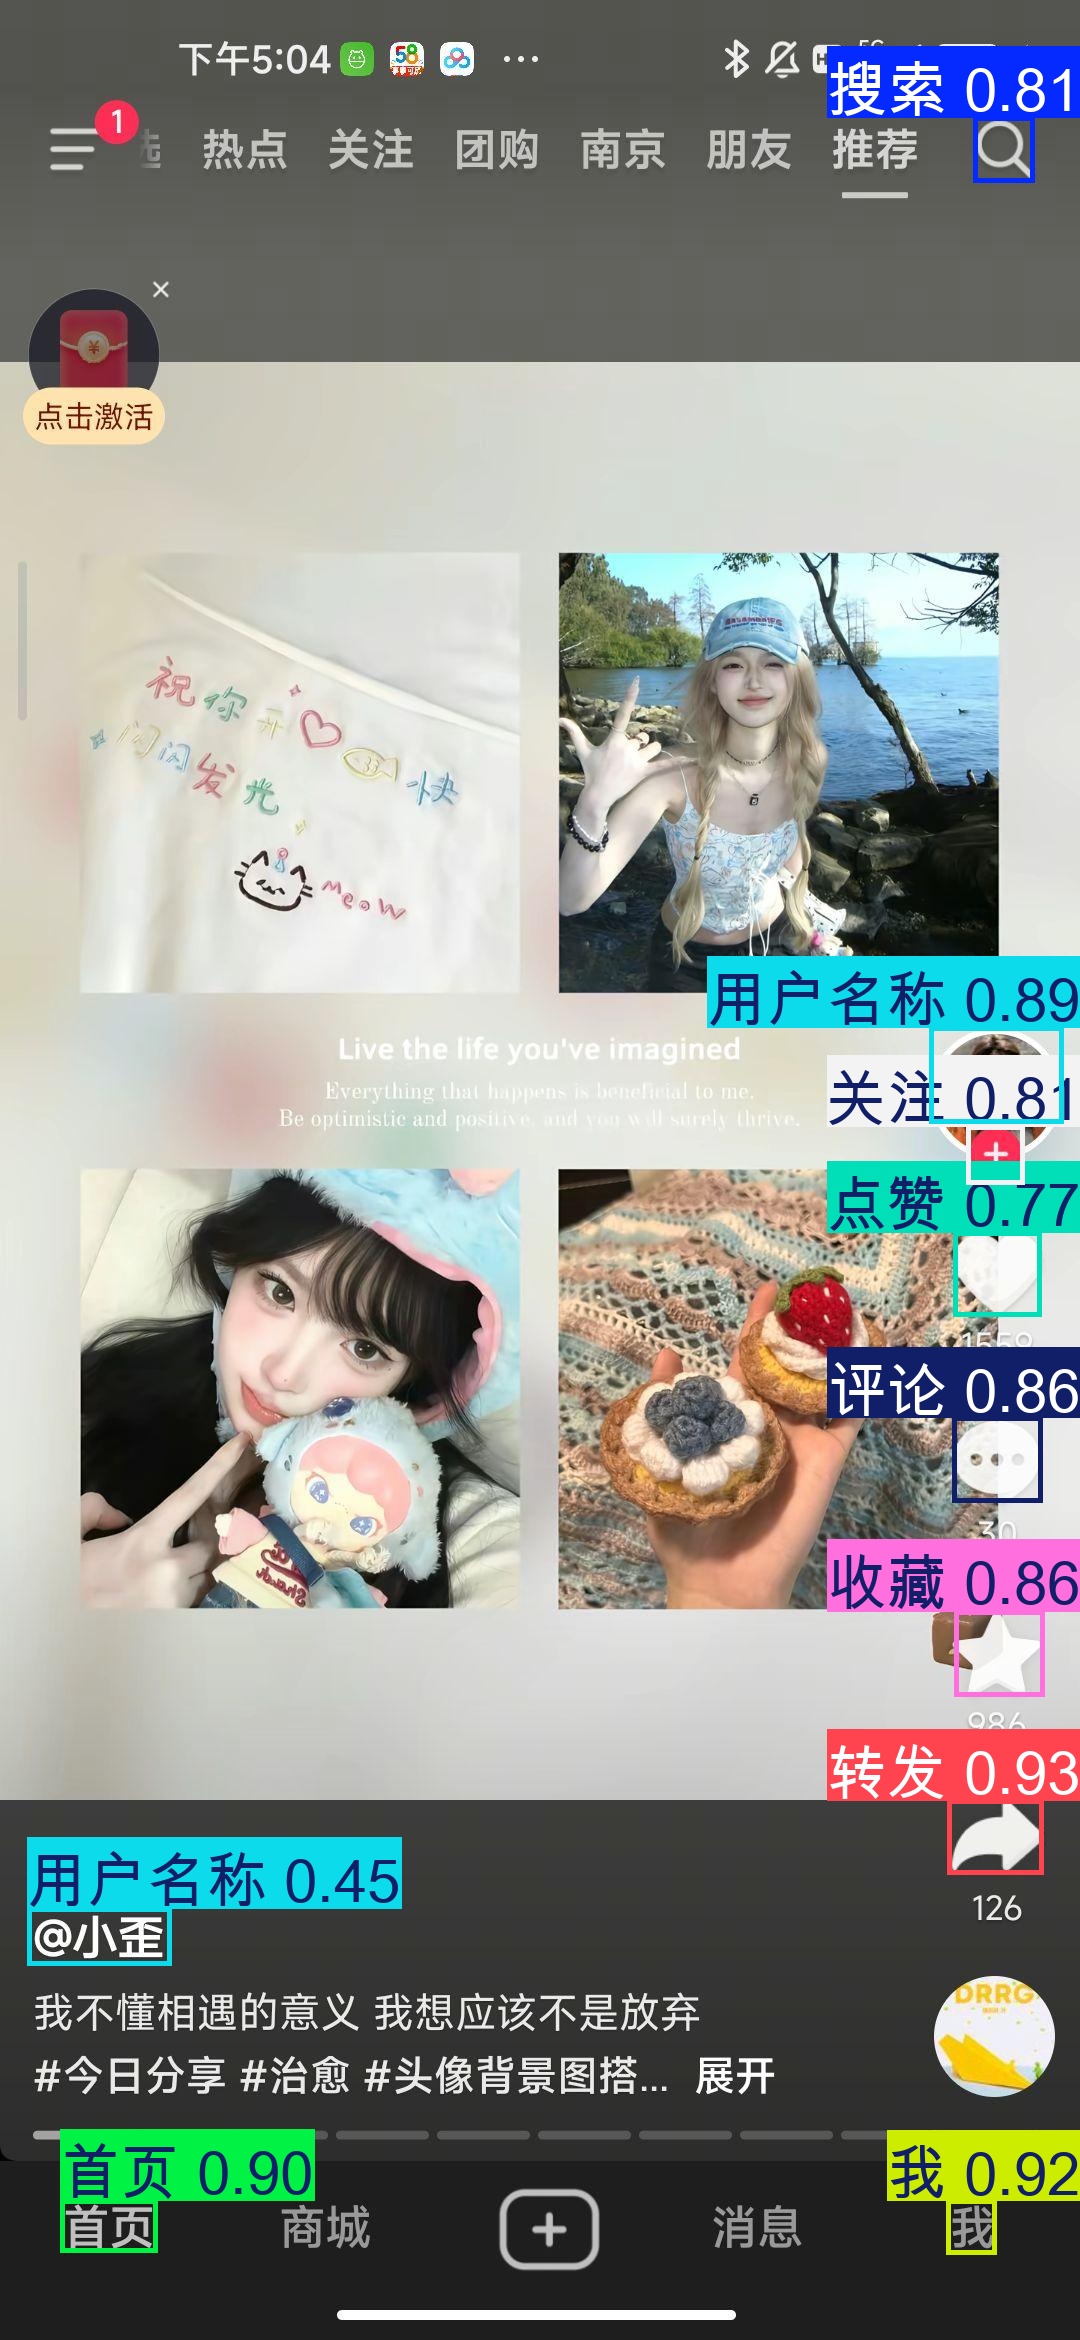 下午5:04
搜索 0.81
1
热点 关注 团购 南京 朋友 推荐
点击激活
祝你开
快
闪闪发光
meow
用户名称 0.89
Live the life you've imagined
Everything that happens is beneficial to me.
关注 0.81
Be optimistic and positive, and you will surely thrive.
点赞 0.77
1559
评论 0.86
30
收藏 0.86
986
转发 0.93
用户名称 0.45
126
@小歪
我不懂相遇的意义 我想应该不是放弃
DRRG
#今日分享 #治愈 #头像背景图搭... 展开
首页 0.90
我 0.92
首页 商城 消息 我